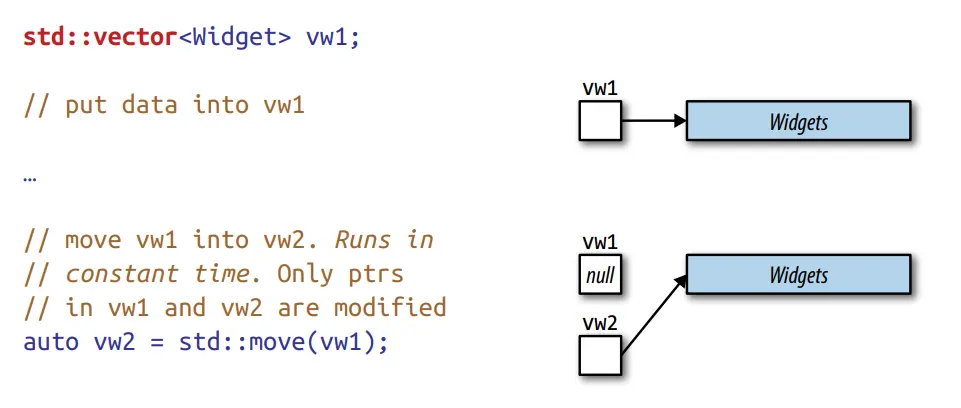 std::vector<Widget> vw1;
// put data into vw1
…
// move vw1 into vw2. Runs in
// constant time. Only ptrs
// in vw1 and vw2 are modified
auto vw2 = std::move(vw1);
vw1
Widgets
vw1
null
Widgets
vw2